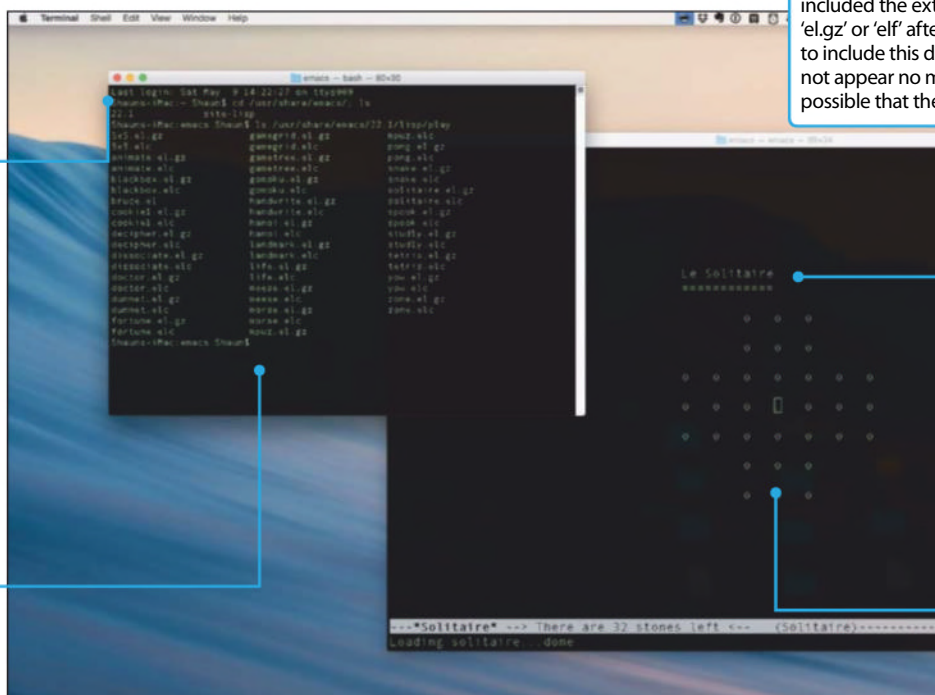 included the ext
'el.gz' or 'elf' afte
to include this d
not appear no m
possible that the
Terminal Shell Edit View Window Help
emacs — bash — 80×30
Last login: Sat May 9 14:22:27 on ttys000
Shauns-iMac:~ Shaun$ cd /usr/share/emacs/; ls
22.1 site-lisp
Shauns-iMac:emacs Shaun$ ls /usr/share/emacs/22.1/lisp/play
5x5.el.gz gamegrid.el.gz mpuz.elc
5x5.elc gamegrid.elc pong.el.gz
animate.el.gz gametree.el.gz pong.elc
animate.elc gametree.elc snake.el.gz
blackbox.el.gz gomoku.el.gz snake.elc
blackbox.elc gomoku.elc solitaire.el.gz
bruce.el handwrite.el.gz solitaire.elc
cookie1.el.gz handwrite.elc spook.el.gz
cookie1.elc hanoi.el.gz spook.elc
decipher.el.gz hanoi.elc studly.el.gz
decipher.elc landmark.el.gz studly.elc
dissociate.el.gz landmark.elc tetris.el.gz
dissociate.elc life.el.gz tetris.elc
doctor.el.gz life.elc yow.el.gz
doctor.elc meese.el.gz yow.elc
dunnet.el.gz meese.elc zone.el.gz
dunnet.elc morse.el.gz zone.elc
fortune.el.gz morse.elc
fortune.elc mpuz.el.gz
Shauns-iMac:emacs Shaun$
emacs — emacs
Le Solitaire
============
o o o
o o o
o o o o o o o
o o o o o o
o o o o o o o
o o o
o o o
---*Solitaire* --> There are 32 stones left <-- (Solitaire)----------
Loading solitaire...done